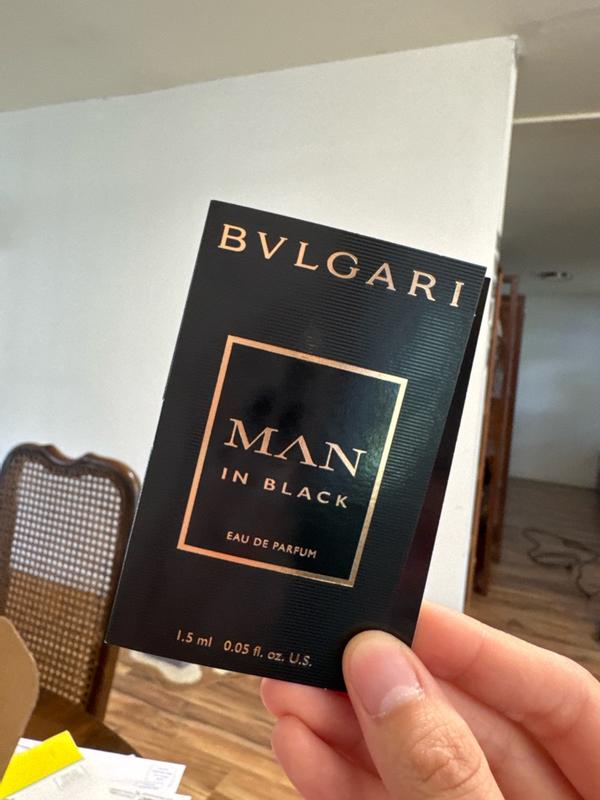 BVLGARI
MAN
IN BLACK
EAU DE PARFUM
1.5 ml 0.05 fl. oz. U.S.